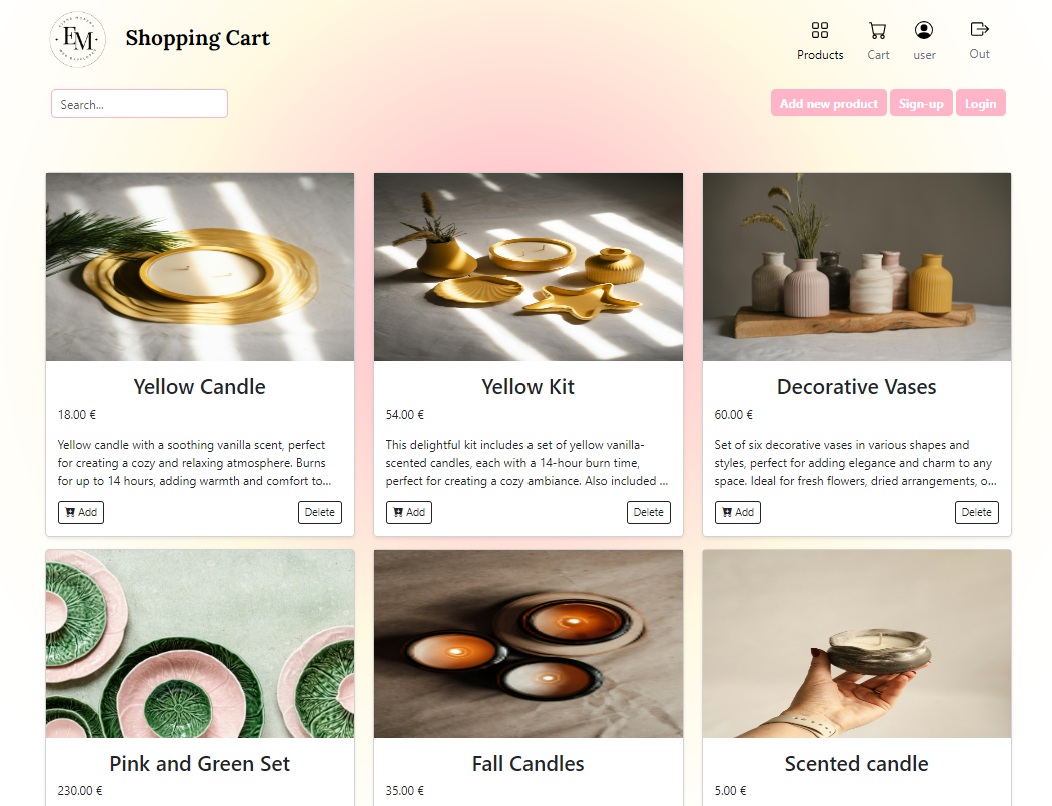 EM
Shopping Cart
Products
Cart
user
Out
Search...
Add new product
Sign-up
Login
Yellow Candle
18.00 €
Yellow candle with a soothing vanilla scent, perfect
for creating a cozy and relaxing atmosphere. Burns
for up to 14 hours, adding warmth and comfort to...
Add
Delete
Yellow Kit
54.00 €
This delightful kit includes a set of yellow vanilla-
scented candles, each with a 14-hour burn time,
perfect for creating a cozy ambiance. Also included ...
Add
Delete
Decorative Vases
60.00 €
Set of six decorative vases in various shapes and
styles, perfect for adding elegance and charm to any
space. Ideal for fresh flowers, dried arrangements, o...
Add
Delete
Pink and Green Set
230.00 €
Fall Candles
35.00 €
Scented candle
5.00 €